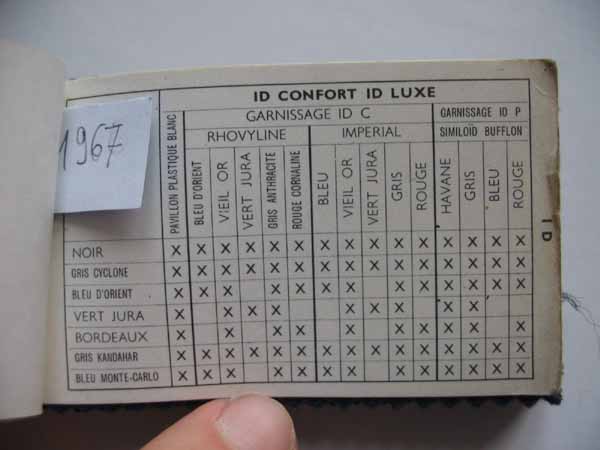 1967
ID CONFORT ID LUXE
GARNISSAGE ID C GARNISSAGE ID P
RHOVYLINE IMPERIAL SIMILOÏD BUFFLON
PAVILLON PLASTIQUE BLANC
BLEU D'ORIENT
VIEIL OR
VERT JURA
GRIS ANTHRACITE
ROUGE CORNALINE
BLEU
VIEIL OR
VERT JURA
GRIS
ROUGE
HAVANE
GRIS
BLEU
ROUGE
NOIR X X X X X X X X X X X X X X X
GRIS CYCLONE X X X X X X X X X X X X X X X
BLEU D'ORIENT X X X X X X X X X X X X
VERT JURA X X X X X X X X X
BORDEAUX X X X X X X X X X X
GRIS KANDAHAR X X X X X X X X X X X X X X X
BLEU MONTE-CARLO X X X X X X X X X X X X X
ID